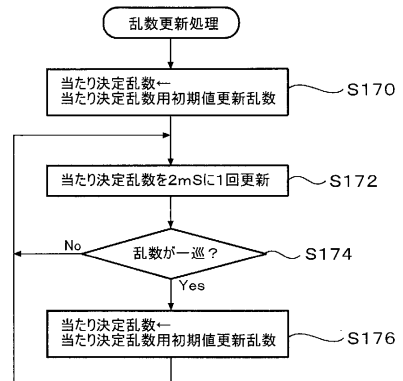 乱数更新処理
当たり決定乱数←
当たり決定乱数用初期値更新乱数
S170
当たり決定乱数を2mSに1回更新
S172
乱数が一巡?
S174
No
Yes
当たり決定乱数←
当たり決定乱数用初期値更新乱数
S176